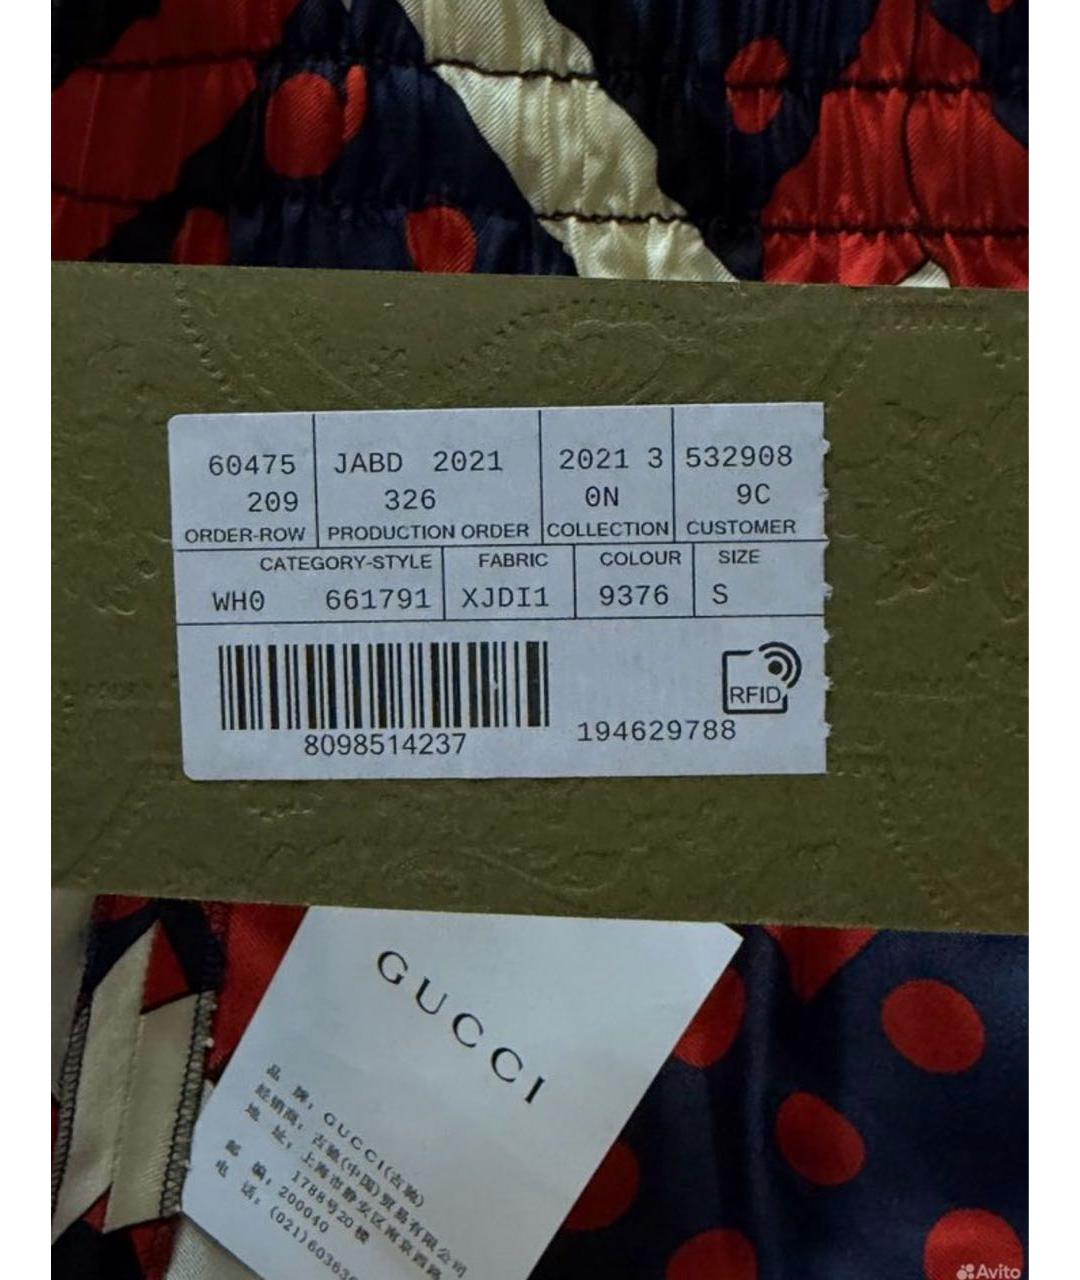 60475 JABD 2021 2021 3 532908
209 326 0N 9C
ORDER-ROW PRODUCTION ORDER COLLECTION CUSTOMER
CATEGORY-STYLE FABRIC COLOUR SIZE
WH0 661791 XJDI1 9376 S
RFID
8098514237 194629788
GUCCI
品 牌: GUCCI(古驰)
经销商: 古驰(中国)贸易有限公司
地 址: 上海市静安区南京西路
1788号20楼
邮 编: 200040
电 话: (021)60363
Avito